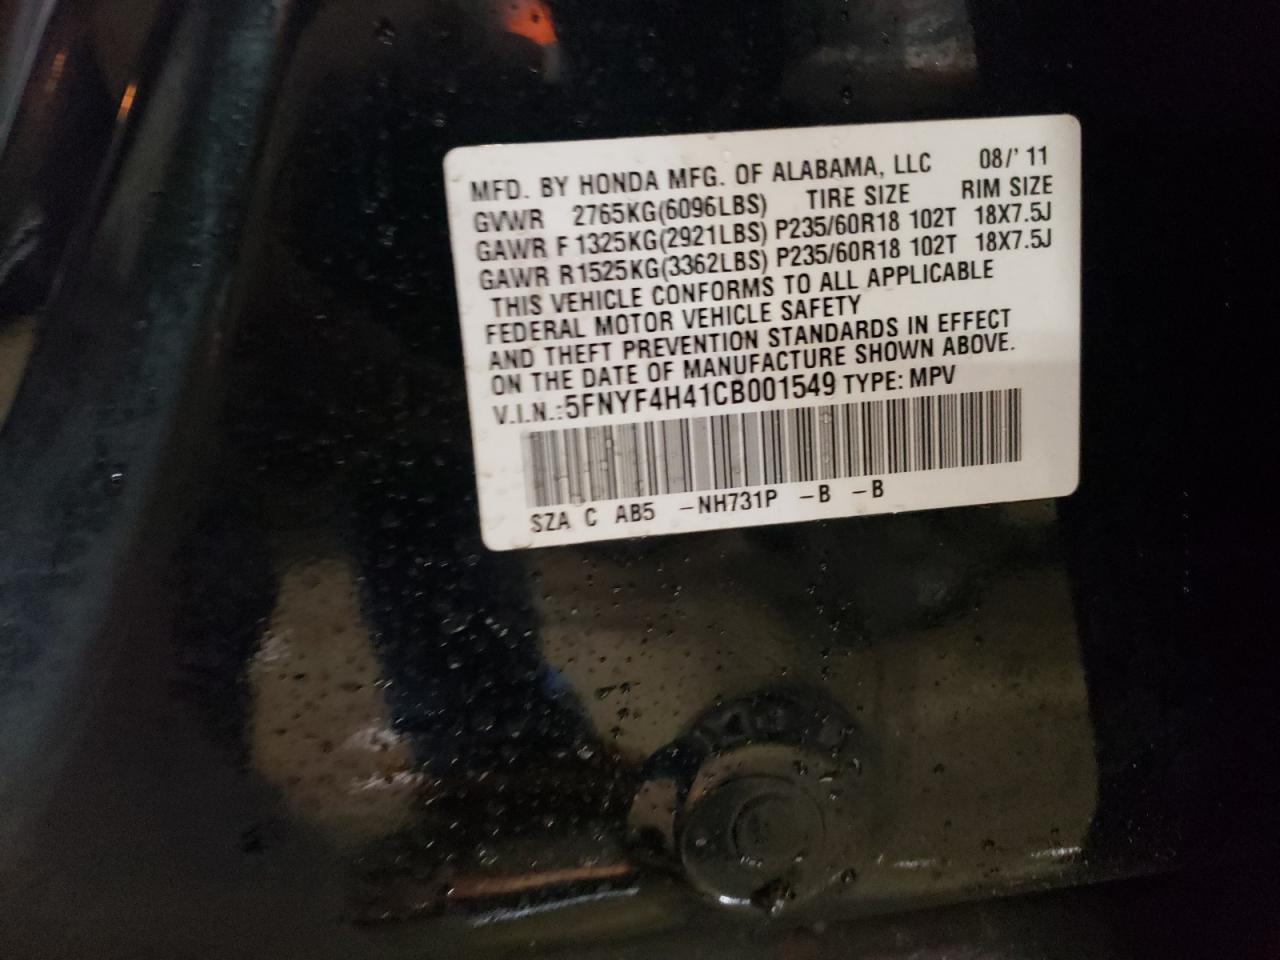 MFD. BY HONDA MFG. OF ALABAMA, LLC 08/' 11
GVWR 2765KG(6096LBS) TIRE SIZE RIM SIZE
GAWR F 1325KG(2921LBS) P235/60R18 102T 18X7.5J
GAWR R1525KG(3362LBS) P235/60R18 102T 18X7.5J
THIS VEHICLE CONFORMS TO ALL APPLICABLE
FEDERAL MOTOR VEHICLE SAFETY
AND THEFT PREVENTION STANDARDS IN EFFECT
ON THE DATE OF MANUFACTURE SHOWN ABOVE.
V.I.N.:5FNYF4H41CB001549 TYPE: MPV
SZA C AB5 -NH731P -B -B